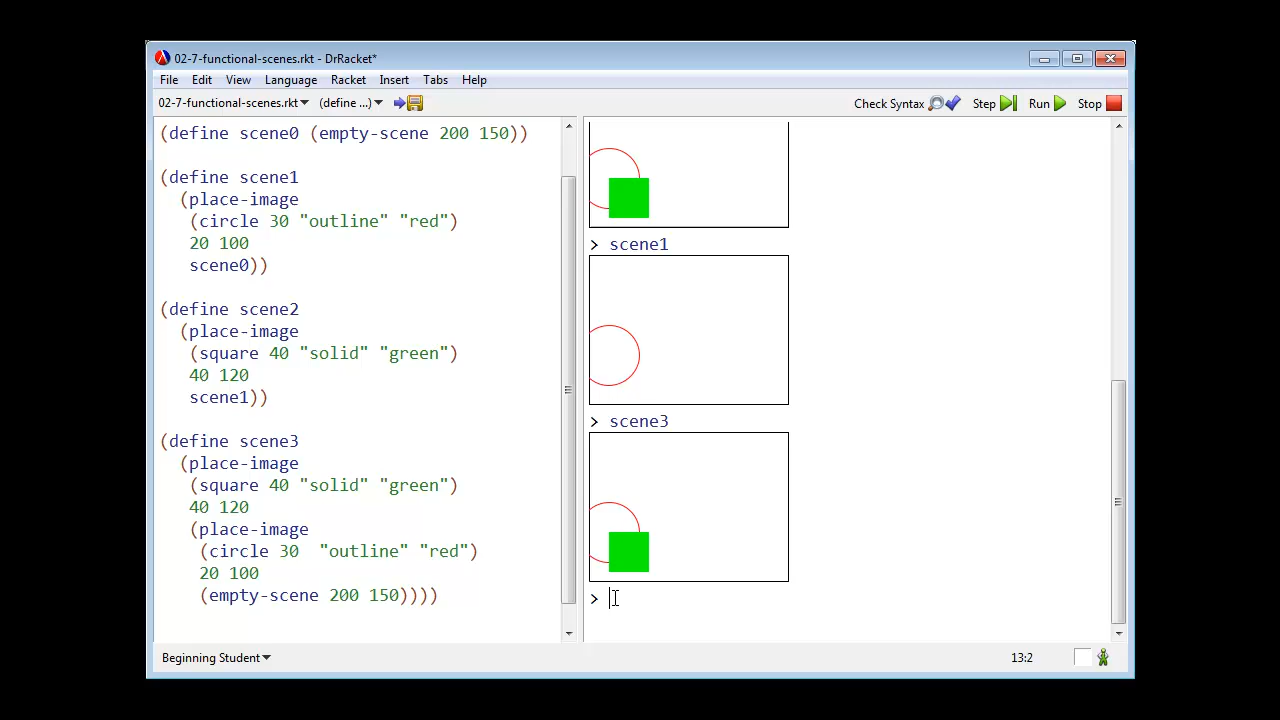 02-7-functional-scenes.rkt - DrRacket*
File Edit View Language Racket Insert Tabs Help
02-7-functional-scenes.rkt (define ...) Check Syntax Step Run Stop
(define scene0 (empty-scene 200 150))
(define scene1
(place-image
(circle 30 "outline" "red")
20 100
scene0))
(define scene2
(place-image
(square 40 "solid" "green")
40 120
scene1))
(define scene3
(place-image
(square 40 "solid" "green")
40 120
(place-image
(circle 30  "outline" "red")
20 100
(empty-scene 200 150))))
> scene1
> scene3
>
Beginning Student 13:2